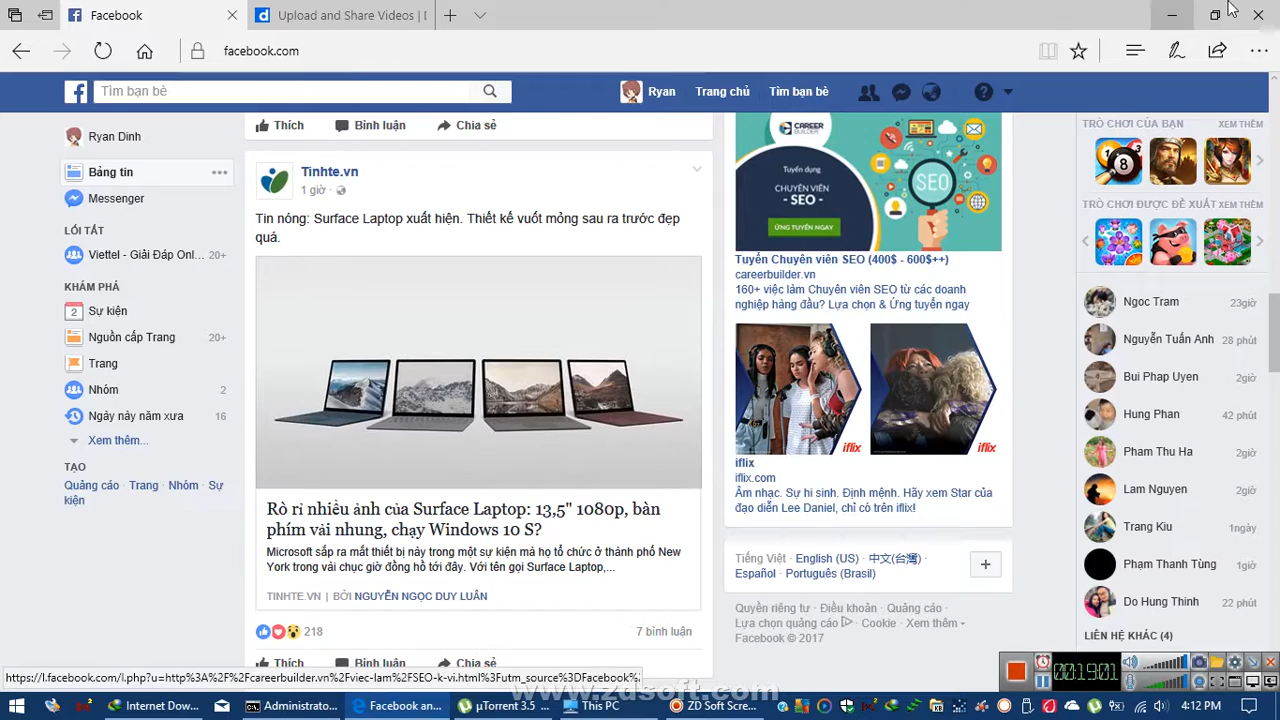 Facebook
Upload and Share Videos | D
facebook.com
Tìm bạn bè
Ryan
Trang chủ
Tìm bạn bè
Ryan Dinh
Bảng tin
Messenger
LỐI TẮT
Viettel - Giải Đáp Onl... 20+
KHÁM PHÁ
2 Sự kiện
Nguồn cấp Trang 20+
Trang
Nhóm 2
Ngày này năm xưa 16
Xem thêm...
TẠO
Quảng cáo · Trang · Nhóm · Sự
kiện
Thích Bình luận Chia sẻ
Tinhte.vn
1 giờ ·
Tin nóng: Surface Laptop xuất hiện. Thiết kế vuốt mỏng sau ra trước đẹp
quá.
Rò rỉ nhiều ảnh của Surface Laptop: 13,5" 1080p, bàn
phím vải nhung, chạy Windows 10 S?
Microsoft sắp ra mắt thiết bị này trong một sự kiện mà họ tổ chức ở thành phố New
York trong vài chục giờ đồng hồ tới đây. Với tên gọi Surface Laptop,...
TINHTE.VN | BỞI NGUYỄN NGỌC DUY LUÂN
218
7 bình luận
Thích Bình luận Chia sẻ
CAREER
BUILDER
Tuyển dụng
CHUYÊN VIÊN
- SEO -
ỨNG TUYỂN NGAY
SEO
Tuyển Chuyên viên SEO (400$ - 600$++)
careerbuilder.vn
160+ việc làm Chuyên viên SEO từ các doanh
nghiệp hàng đầu? Lựa chọn & Ứng tuyển ngay
iflix
iflix
iflix
iflix.com
Âm nhạc. Sự hi sinh. Định mệnh. Hãy xem Star của
đạo diễn Lee Daniel, chỉ có trên iflix!
Tiếng Việt · English (US) · 中文(台灣) ·
Español · Português (Brasil)
Quyền riêng tư · Điều khoản · Quảng cáo ·
Lựa chọn quảng cáo · Cookie · Xem thêm
Facebook © 2017
TRÒ CHƠI CỦA BẠN XEM THÊM
8
TRÒ CHƠI ĐƯỢC ĐỀ XUẤT XEM THÊM
Ngoc Tram 23giờ
Nguyễn Tuấn Anh 28 phút
Bui Phap Uyen 2giờ
Hung Phan 42 phút
Pham Thu Ha 2giờ
Lam Nguyen 2giờ
Trang Kiu 1ngày
Phạm Thanh Tùng 1giờ
Do Hung Thinh 22 phút
LIÊN HỆ KHÁC (4)
00:19:01
https://l.facebook.com/l.php?u=http%3A%2F%2Fcareerbuilder.vn%2Fviec-lam%2FSEO-k-vi.html%3Futm_source%3DFacebook%
www.zdsoft.com
Internet Dow...
Administrato...
Facebook an...
µTorrent 3.5 ...
This PC
ZD Soft Scre...
4:12 PM